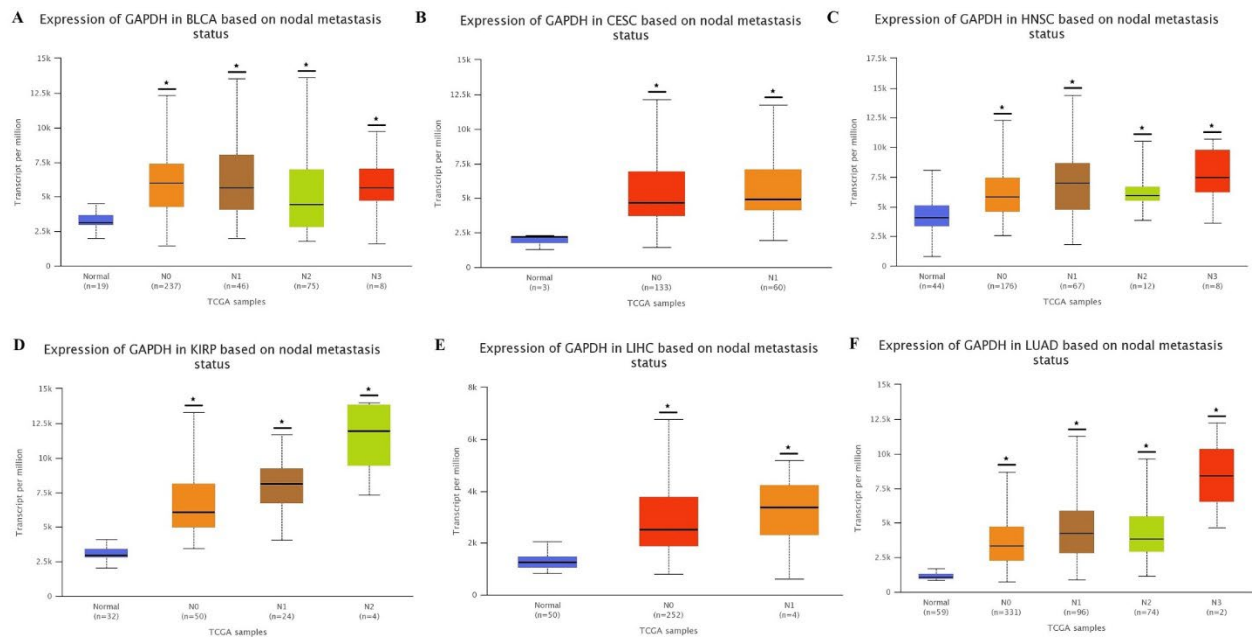 A
Expression of GAPDH in BLCA based on nodal metastasis
status
15k
12.5k
10k
7.5k
5k
2.5k
0
Transcript per million
*
*
*
*
Normal
(n=19)
N0
(n=237)
N1
(n=46)
N2
(n=75)
N3
(n=8)
TCGA samples
B
Expression of GAPDH in CESC based on nodal metastasis
status
15k
12.5k
10k
7.5k
5k
2.5k
0
Transcript per million
*
*
Normal
(n=3)
N0
(n=133)
N1
(n=60)
TCGA samples
C
Expression of GAPDH in HNSC based on nodal metastasis
status
17.5k
15k
12.5k
10k
7.5k
5k
2.5k
0
Transcript per million
*
*
*
*
Normal
(n=44)
N0
(n=176)
N1
(n=67)
N2
(n=12)
N3
(n=8)
TCGA samples
D
Expression of GAPDH in KIRP based on nodal metastasis
status
15k
12.5k
10k
7.5k
5k
2.5k
0
Transcript per million
*
*
*
Normal
(n=32)
N0
(n=50)
N1
(n=24)
N2
(n=4)
TCGA samples
E
Expression of GAPDH in LIHC based on nodal metastasis
status
8k
6k
4k
2k
0
Transcript per million
*
*
Normal
(n=50)
N0
(n=252)
N1
(n=4)
TCGA samples
F
Expression of GAPDH in LUAD based on nodal metastasis
status
15k
12.5k
10k
7.5k
5k
2.5k
0
Transcript per million
*
*
*
*
Normal
(n=59)
N0
(n=331)
N1
(n=96)
N2
(n=74)
N3
(n=2)
TCGA samples